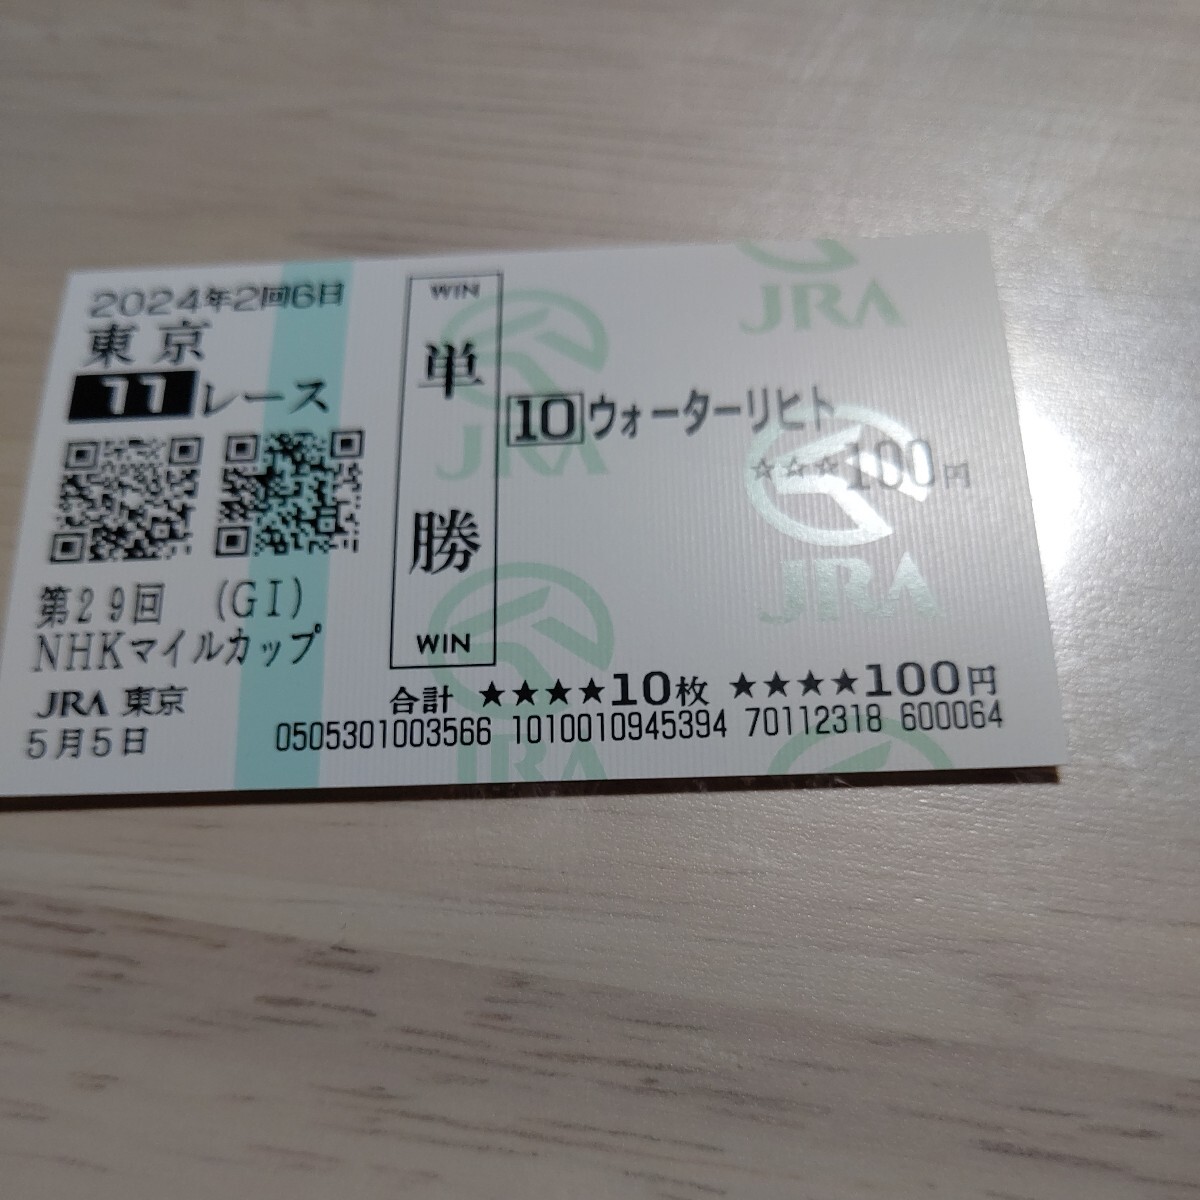 2024年2回6日
東京
11レース
第29回 (GI)
NHKマイルカップ
JRA 東京
5月5日
WIN
単勝
WIN
10 ウォーターリヒト
☆☆☆100円
合計 ★★★★10枚 ★★★★100円
0505301003566 1010010945394 70112318 600064
JRA
JRA
JRA
JRA